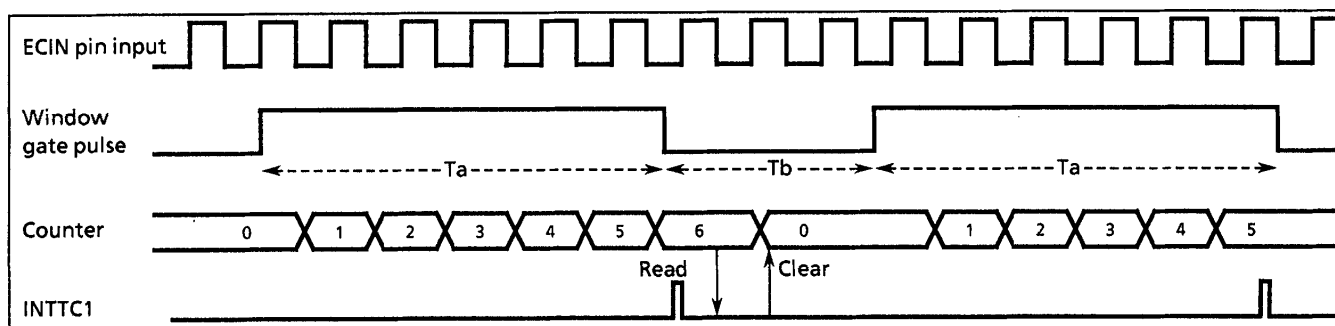 ECIN pin input
Window
gate pulse
Ta Tb Ta
Counter 0 1 2 3 4 5 6 0 1 2 3 4 5
Read Clear
INTTC1